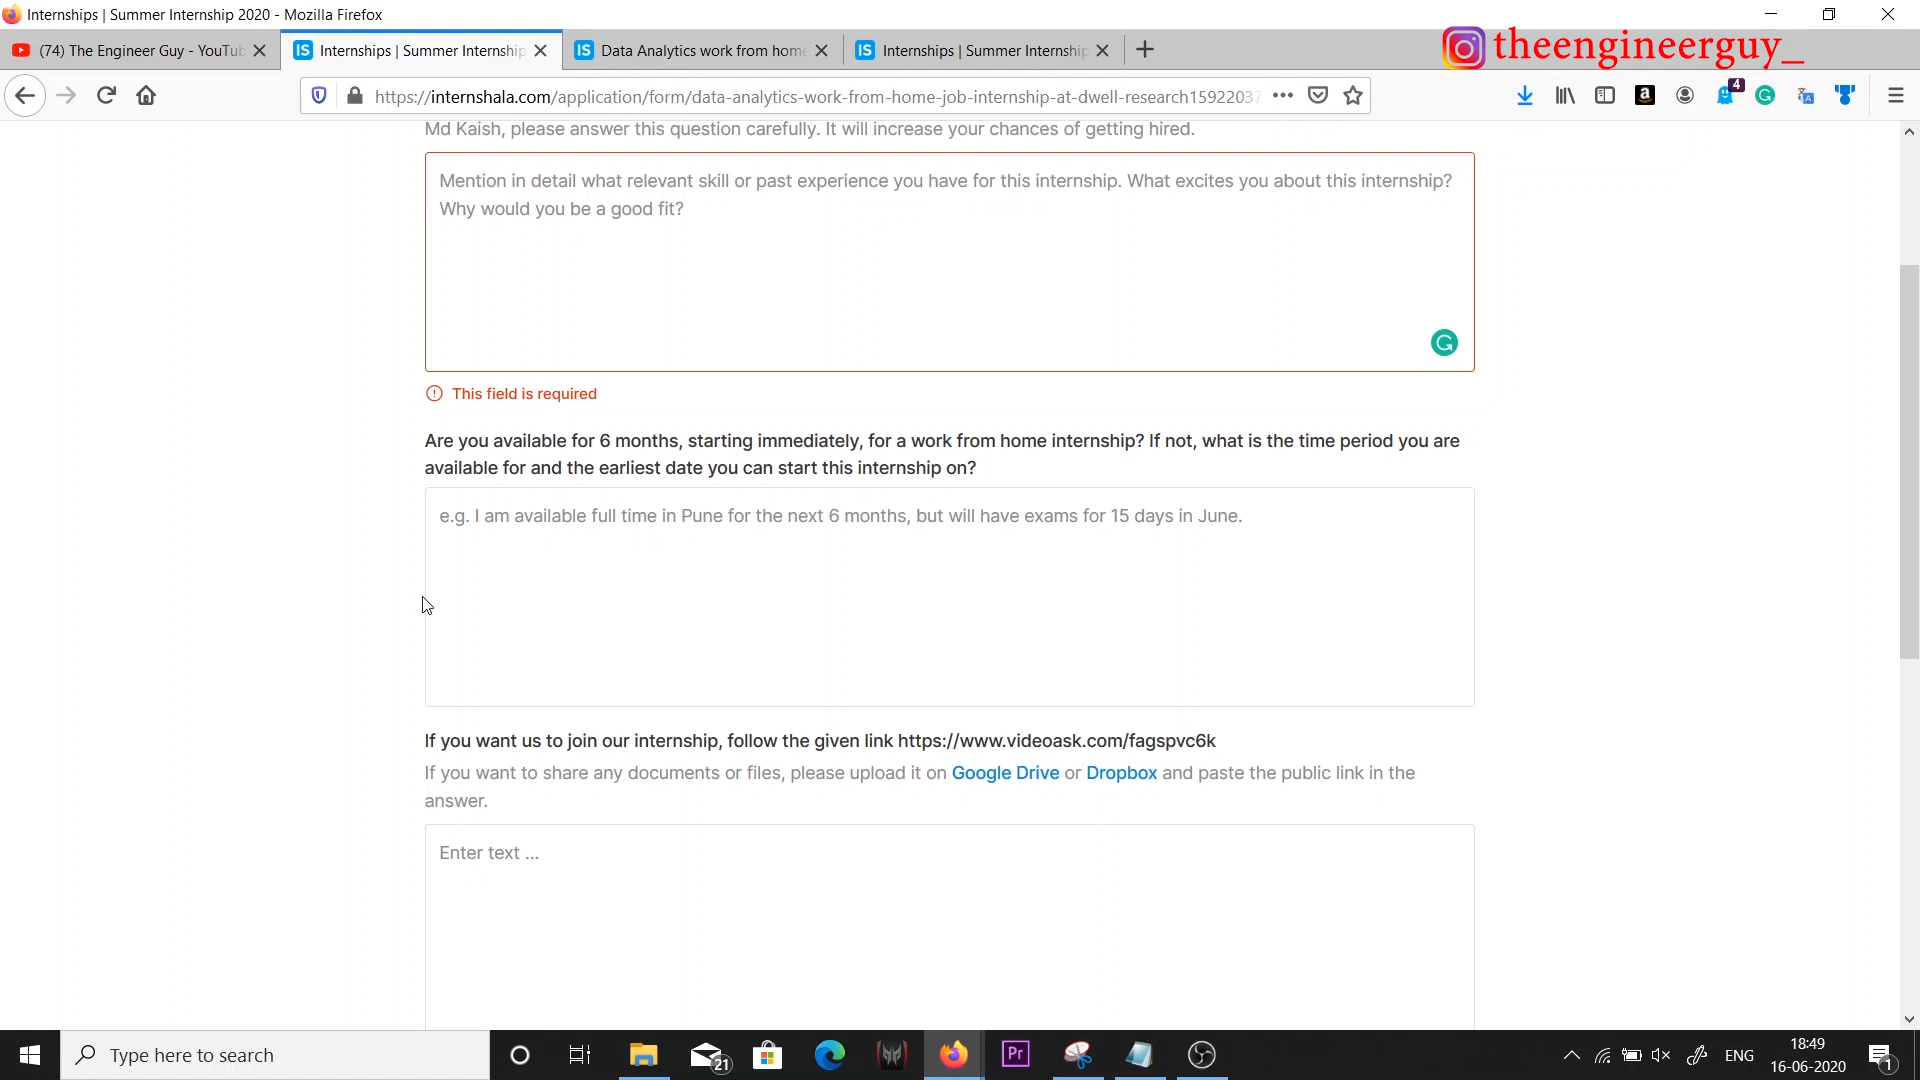 Internships | Summer Internship 2020 - Mozilla Firefox
(74) The Engineer Guy - YouTub
Internships | Summer Internship
Data Analytics work from home
Internships | Summer Internship
theengineerguy_
https://internshala.com/application/form/data-analytics-work-from-home-job-internship-at-dwell-research15922037
4
Md Kaish, please answer this question carefully. It will increase your chances of getting hired.
Mention in detail what relevant skill or past experience you have for this internship. What excites you about this internship?
Why would you be a good fit?
This field is required
Are you available for 6 months, starting immediately, for a work from home internship? If not, what is the time period you are
available for and the earliest date you can start this internship on?
e.g. I am available full time in Pune for the next 6 months, but will have exams for 15 days in June.
If you want us to join our internship, follow the given link https://www.videoask.com/fagspvc6k
If you want to share any documents or files, please upload it on Google Drive or Dropbox and paste the public link in the
answer.
Enter text ...
Type here to search
21
Pr
ENG
18:49
16-06-2020
1